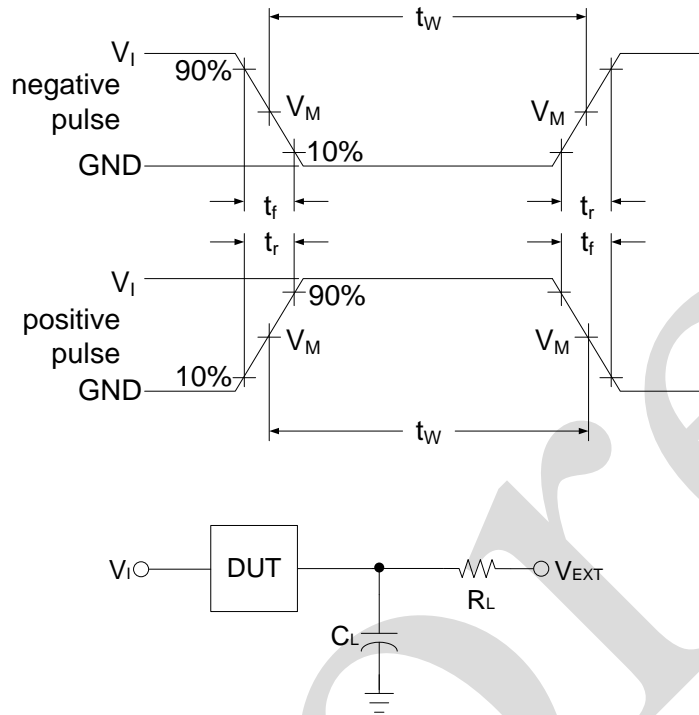 tW
VI
90%
negative
pulse
VM
VM
10%
GND
tf
tr
tr
tf
VI
90%
positive
pulse
VM
VM
10%
GND
tW
VI
DUT
VEXT
RL
CL